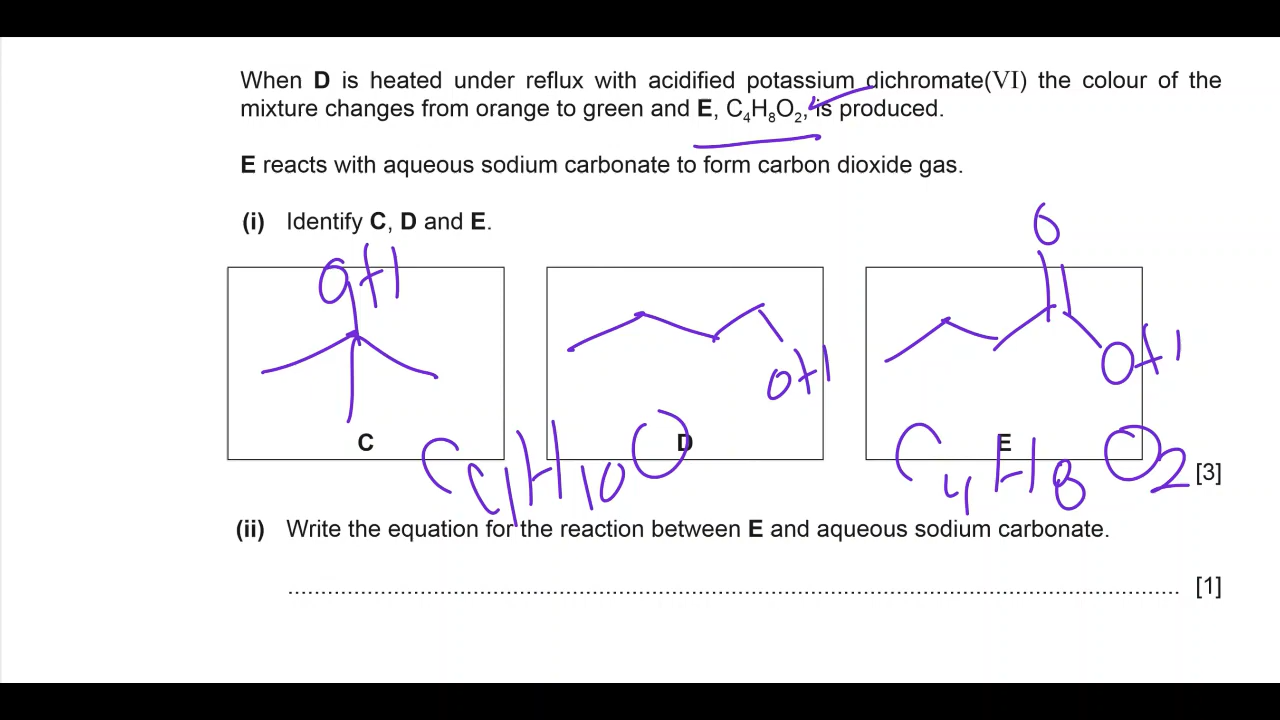 When D is heated under reflux with acidified potassium dichromate(VI) the colour of the
mixture changes from orange to green and E, C₄H₈O₂, is produced.
E reacts with aqueous sodium carbonate to form carbon dioxide gas.
(i) Identify C, D and E.
OH
O
OH
OH
C
D
E
C₄H₁₀O
C₄H₈O₂
[3]
(ii) Write the equation for the reaction between E and aqueous sodium carbonate.
[1]